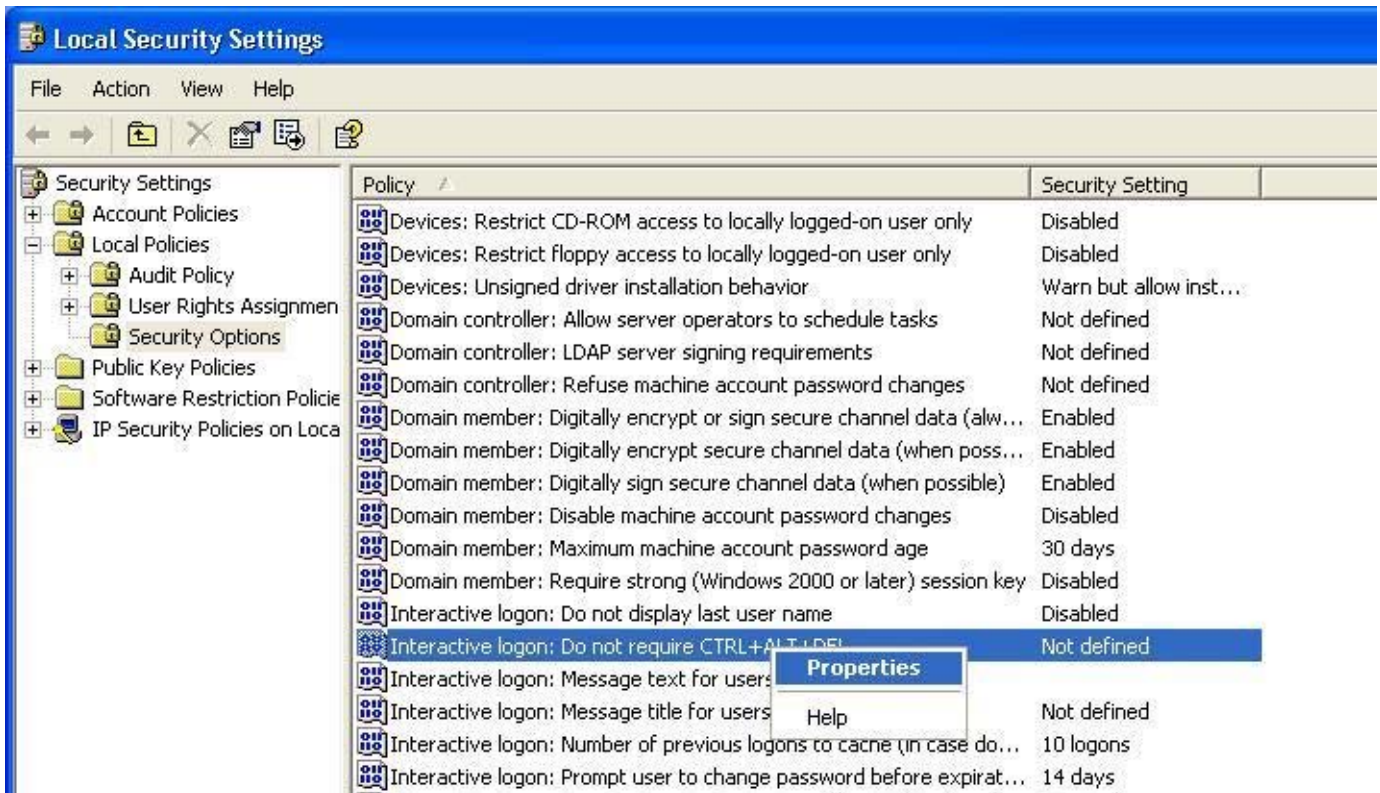 Local Security Settings
File Action View Help
Security Settings
Account Policies
Local Policies
Audit Policy
User Rights Assignmen
Security Options
Public Key Policies
Software Restriction Policie
IP Security Policies on Loca
Policy Security Setting
Devices: Restrict CD-ROM access to locally logged-on user only Disabled
Devices: Restrict floppy access to locally logged-on user only Disabled
Devices: Unsigned driver installation behavior Warn but allow inst...
Domain controller: Allow server operators to schedule tasks Not defined
Domain controller: LDAP server signing requirements Not defined
Domain controller: Refuse machine account password changes Not defined
Domain member: Digitally encrypt or sign secure channel data (alw... Enabled
Domain member: Digitally encrypt secure channel data (when poss... Enabled
Domain member: Digitally sign secure channel data (when possible) Enabled
Domain member: Disable machine account password changes Disabled
Domain member: Maximum machine account password age 30 days
Domain member: Require strong (Windows 2000 or later) session key Disabled
Interactive logon: Do not display last user name Disabled
Interactive logon: Do not require CTRL+ALT+DEL Not defined
Interactive logon: Message text for users
Interactive logon: Message title for users Not defined
Interactive logon: Number of previous logons to cache (in case do... 10 logons
Interactive logon: Prompt user to change password before expirat... 14 days
Properties
Help